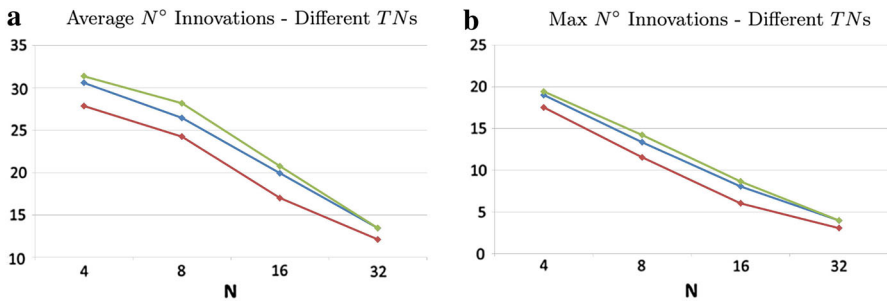 a Average N° Innovations - Different TNs
35
30
25
20
15
10
4 8 16 32
N
b Max N° Innovations - Different TNs
25
20
15
10
5
0
4 8 16 32
N